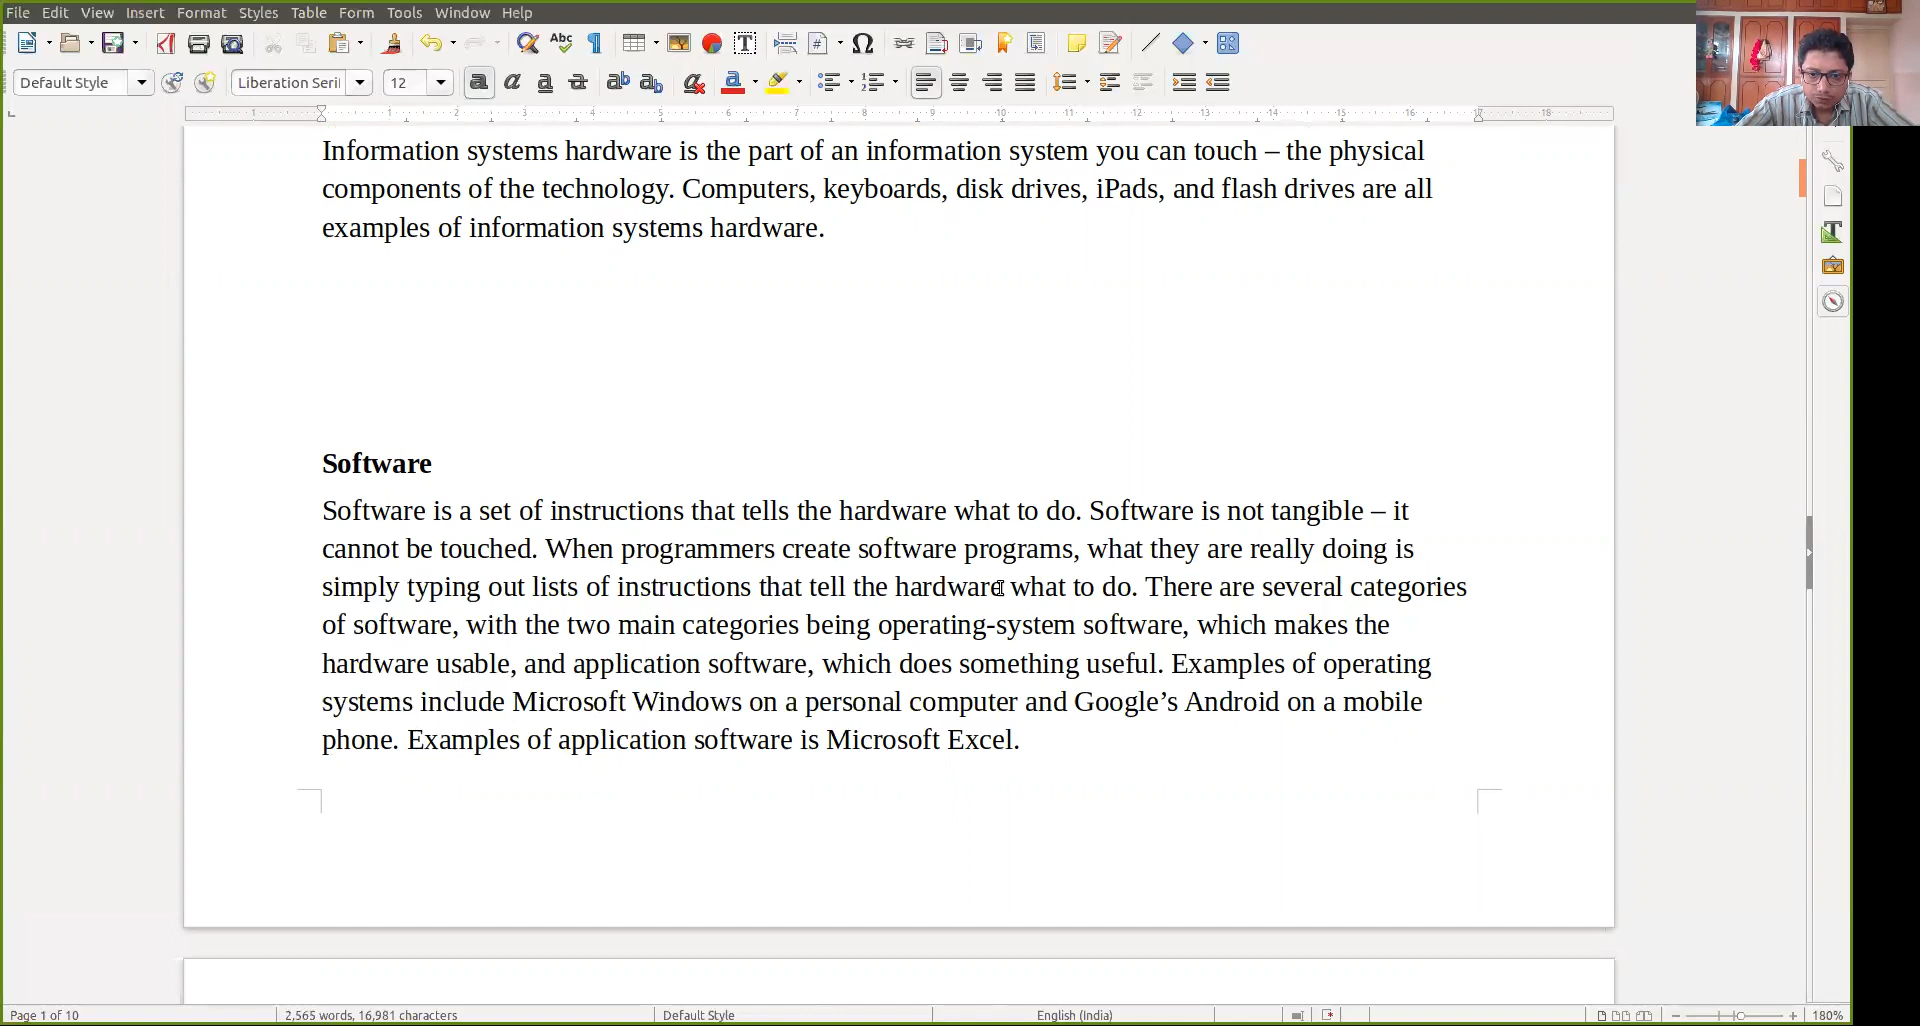 File Edit View Insert Format Styles Table Form Tools Window Help
Default Style Liberation Seri 12
Information systems hardware is the part of an information system you can touch – the physical
components of the technology. Computers, keyboards, disk drives, iPads, and flash drives are all
examples of information systems hardware.
Software
Software is a set of instructions that tells the hardware what to do. Software is not tangible – it
cannot be touched. When programmers create software programs, what they are really doing is
simply typing out lists of instructions that tell the hardware what to do. There are several categories
of software, with the two main categories being operating-system software, which makes the
hardware usable, and application software, which does something useful. Examples of operating
systems include Microsoft Windows on a personal computer and Google’s Android on a mobile
phone. Examples of application software is Microsoft Excel.
Page 1 of 10 2,565 words, 16,981 characters Default Style English (India) 180%